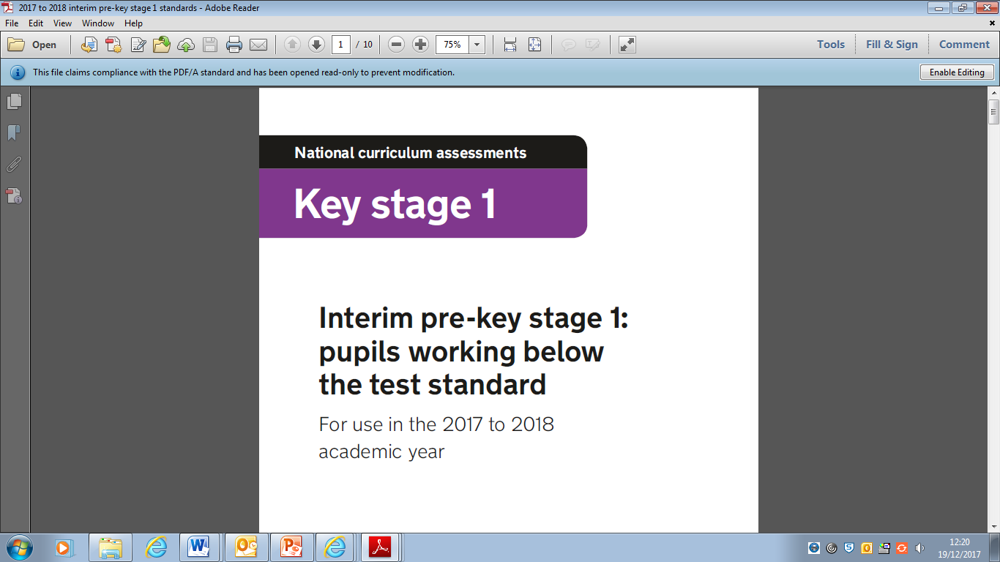 2017 to 2018 interim pre-key stage 1 standards - Adobe Reader
File Edit View Window Help
Open 1 / 10 75% Tools Fill & Sign Comment
This file claims compliance with the PDF/A standard and has been opened read-only to prevent modification. Enable Editing
National curriculum assessments
Key stage 1
Interim pre-key stage 1:
pupils working below
the test standard
For use in the 2017 to 2018
academic year
12:20
19/12/2017